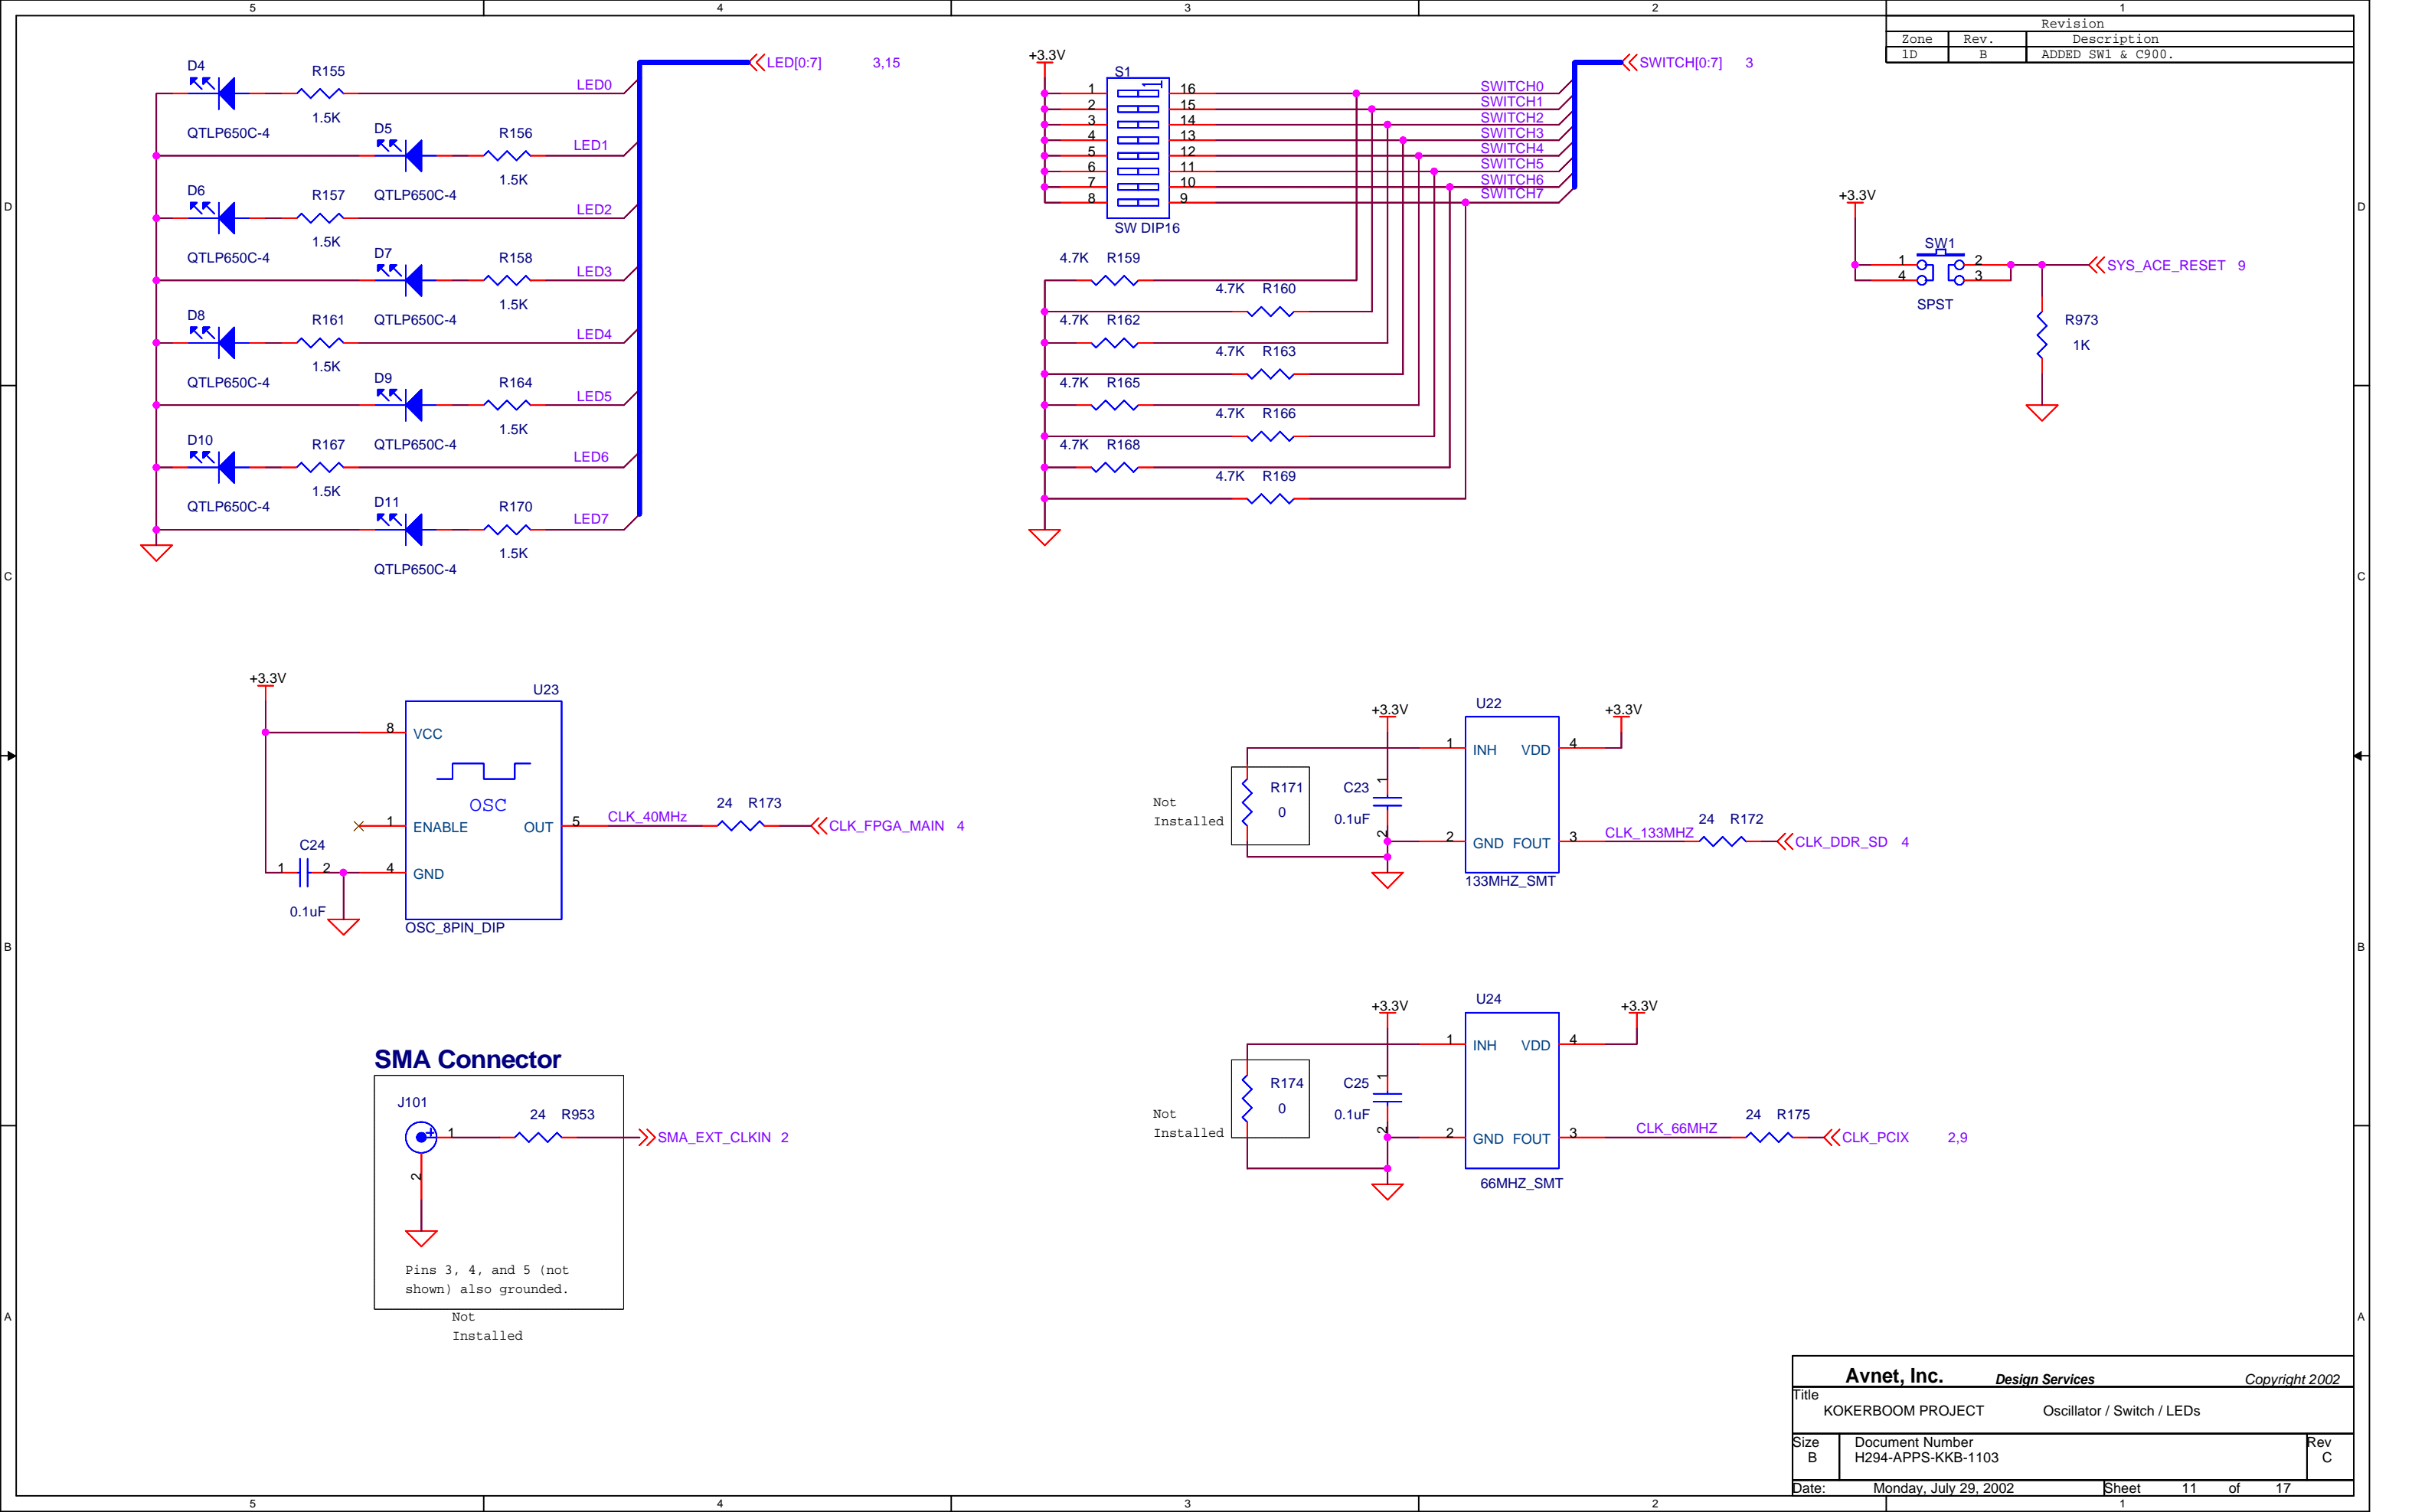 5 4 3 2 1
Revision
Zone Rev. Description
1D B ADDED SW1 & C900.
D4 R155 LED0
QTLP650C-4 1.5K
D5 R156 LED1
QTLP650C-4 1.5K
D6 R157 LED2
QTLP650C-4 1.5K
D7 R158 LED3
QTLP650C-4 1.5K
D8 R161 LED4
QTLP650C-4 1.5K
D9 R164 LED5
QTLP650C-4 1.5K
D10 R167 LED6
QTLP650C-4 1.5K
D11 R170 LED7
QTLP650C-4 1.5K
LED[0:7] 3,15
+3.3V
S1
1 16 SWITCH0
2 15 SWITCH1
3 14 SWITCH2
4 13 SWITCH3
5 12 SWITCH4
6 11 SWITCH5
7 10 SWITCH6
8 9 SWITCH7
SW DIP16
SWITCH[0:7] 3
4.7K R159
4.7K R160
4.7K R162
4.7K R163
4.7K R165
4.7K R166
4.7K R168
4.7K R169
+3.3V
SW1
1 2
4 3
SPST
SYS_ACE_RESET 9
R973
1K
D D
C C
B B
A A
+3.3V
U23
8 VCC
OSC
1 ENABLE OUT 5
4 GND
OSC_8PIN_DIP
C24
1 2
0.1uF
CLK_40MHz 24 R173 CLK_FPGA_MAIN 4
+3.3V U22 +3.3V
1 INH VDD 4
2 GND FOUT 3
133MHZ_SMT
Not
Installed
R171
0
C23
0.1uF
1
2
CLK_133MHZ 24 R172 CLK_DDR_SD 4
+3.3V U24 +3.3V
1 INH VDD 4
2 GND FOUT 3
66MHZ_SMT
Not
Installed
R174
0
C25
0.1uF
1
2
CLK_66MHZ 24 R175 CLK_PCIX 2,9
SMA Connector
J101
1
2
24 R953
SMA_EXT_CLKIN 2
Pins 3, 4, and 5 (not
shown) also grounded.
Not
Installed
Avnet, Inc. Design Services Copyright 2002
Title
KOKERBOOM PROJECT Oscillator / Switch / LEDs
Size Document Number Rev
B H294-APPS-KKB-1103 C
Date: Monday, July 29, 2002 Sheet 11 of 17
5 4 3 2 1